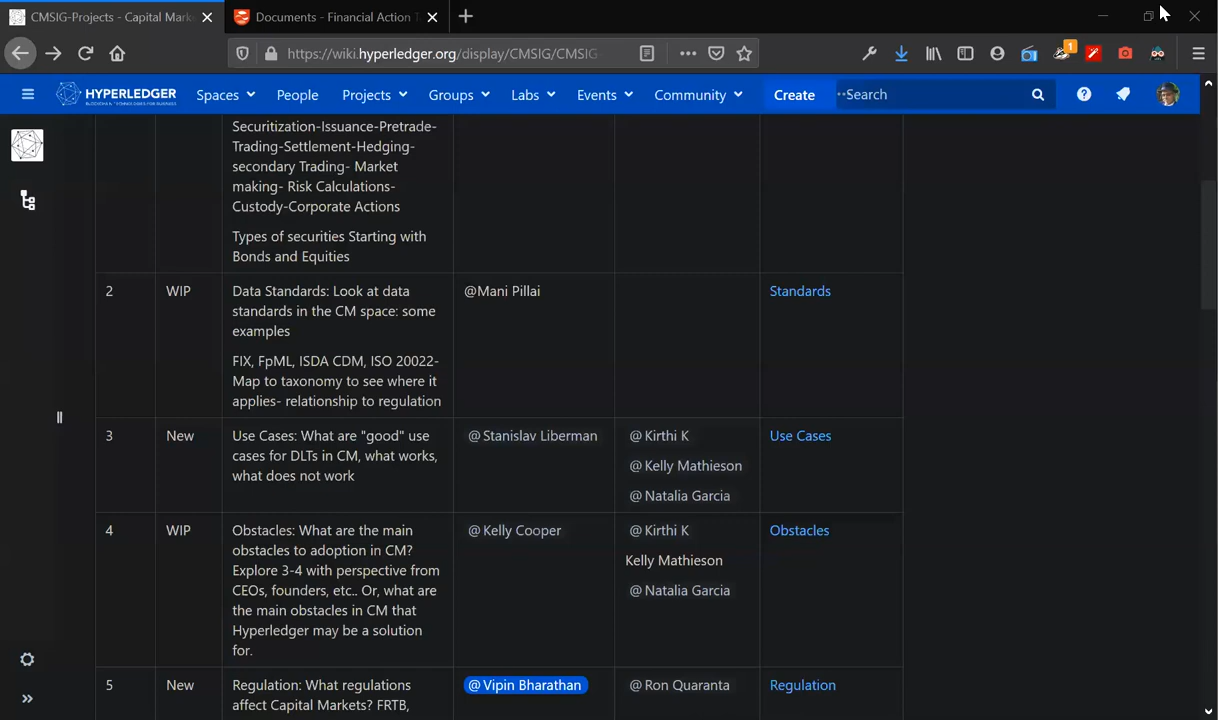 CMSIG-Projects - Capital Mark
Documents - Financial Action T
https://wiki.hyperledger.org/display/CMSIG/CMSIG-
1
HYPERLEDGER
BLOCKCHAIN TECHNOLOGIES FOR BUSINESS
Spaces
People
Projects
Groups
Labs
Events
Community
Create
Search
Securitization-Issuance-Pretrade-
Trading-Settlement-Hedging-
secondary Trading- Market
making- Risk Calculations-
Custody-Corporate Actions
Types of securities Starting with
Bonds and Equities
2
WIP
Data Standards: Look at data
standards in the CM space: some
examples
FIX, FpML, ISDA CDM, ISO 20022-
Map to taxonomy to see where it
applies- relationship to regulation
@Mani Pillai
Standards
3
New
Use Cases: What are "good" use
cases for DLTs in CM, what works,
what does not work
@ Stanislav Liberman
@ Kirthi K
@ Kelly Mathieson
@ Natalia Garcia
Use Cases
4
WIP
Obstacles: What are the main
obstacles to adoption in CM?
Explore 3-4 with perspective from
CEOs, founders, etc.. Or, what are
the main obstacles in CM that
Hyperledger may be a solution
for.
@ Kelly Cooper
@ Kirthi K
Kelly Mathieson
@ Natalia Garcia
Obstacles
5
New
Regulation: What regulations
affect Capital Markets? FRTB,
@ Vipin Bharathan
@ Ron Quaranta
Regulation